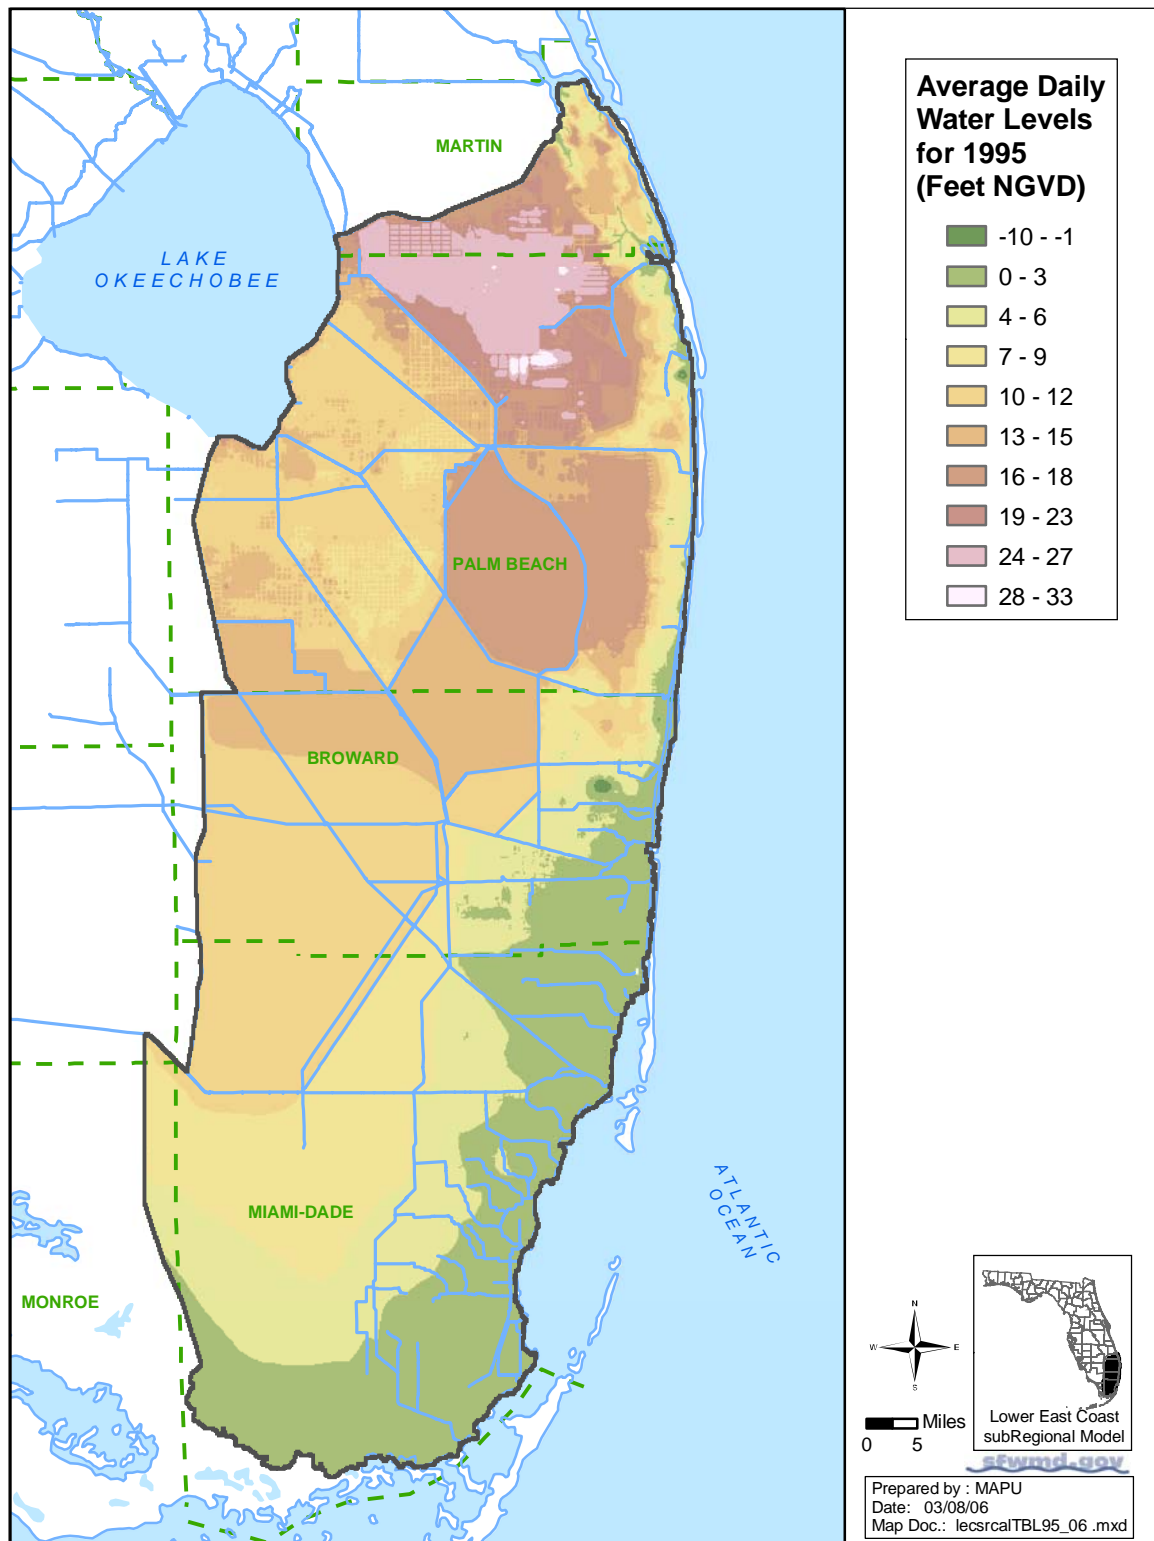 MARTIN
LAKE
OKEECHOBEE
PALM BEACH
BROWARD
MIAMI-DADE
MONROE
ATLANTIC
OCEAN
Average Daily
Water Levels
for 1995
(Feet NGVD)
-10 - -1
0 - 3
4 - 6
7 - 9
10 - 12
13 - 15
16 - 18
19 - 23
24 - 27
28 - 33
N
W
E
S
Miles
0 5
Lower East Coast
subRegional Model
sfwmd.gov
Prepared by : MAPU
Date: 03/08/06
Map Doc.: lecsrcalTBL95_06 .mxd